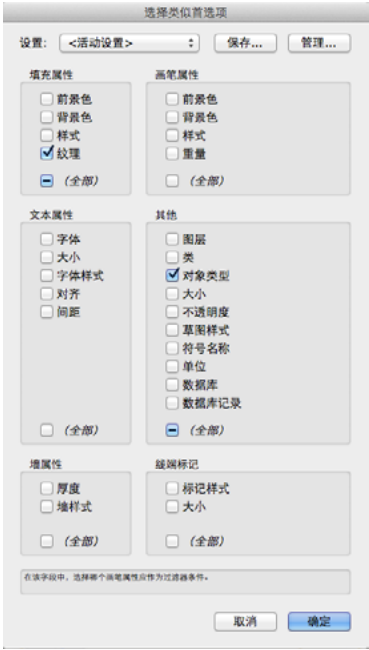 选择类似首选项
设置: <活动设置> 保存... 管理...
填充属性
前景色
背景色
样式
纹理
(全部)
画笔属性
前景色
背景色
样式
重量
(全部)
文本属性
字体
大小
字体样式
对齐
间距
(全部)
其他
图层
类
对象类型
大小
不透明度
草图样式
符号名称
单位
数据库
数据库记录
(全部)
墙属性
厚度
墙样式
(全部)
线端标记
标记样式
大小
(全部)
在该字段中，选择哪个画笔属性应作为过滤器条件。
取消 确定